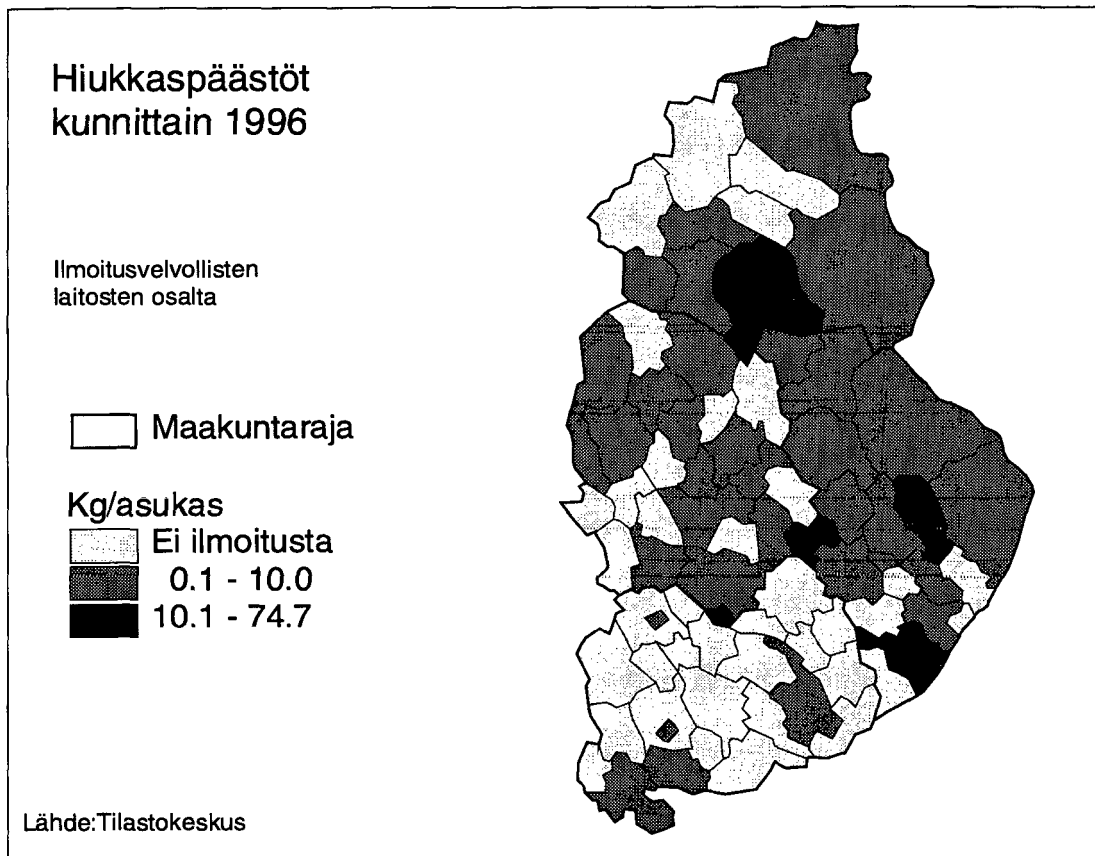 Hiukkaspäästöt
kunnittain 1996
Ilmoitusvelvollisten
laitosten osalta
Maakuntaraja
Kg/asukas
Ei ilmoitusta
0.1 - 10.0
10.1 - 74.7
Lähde:Tilastokeskus